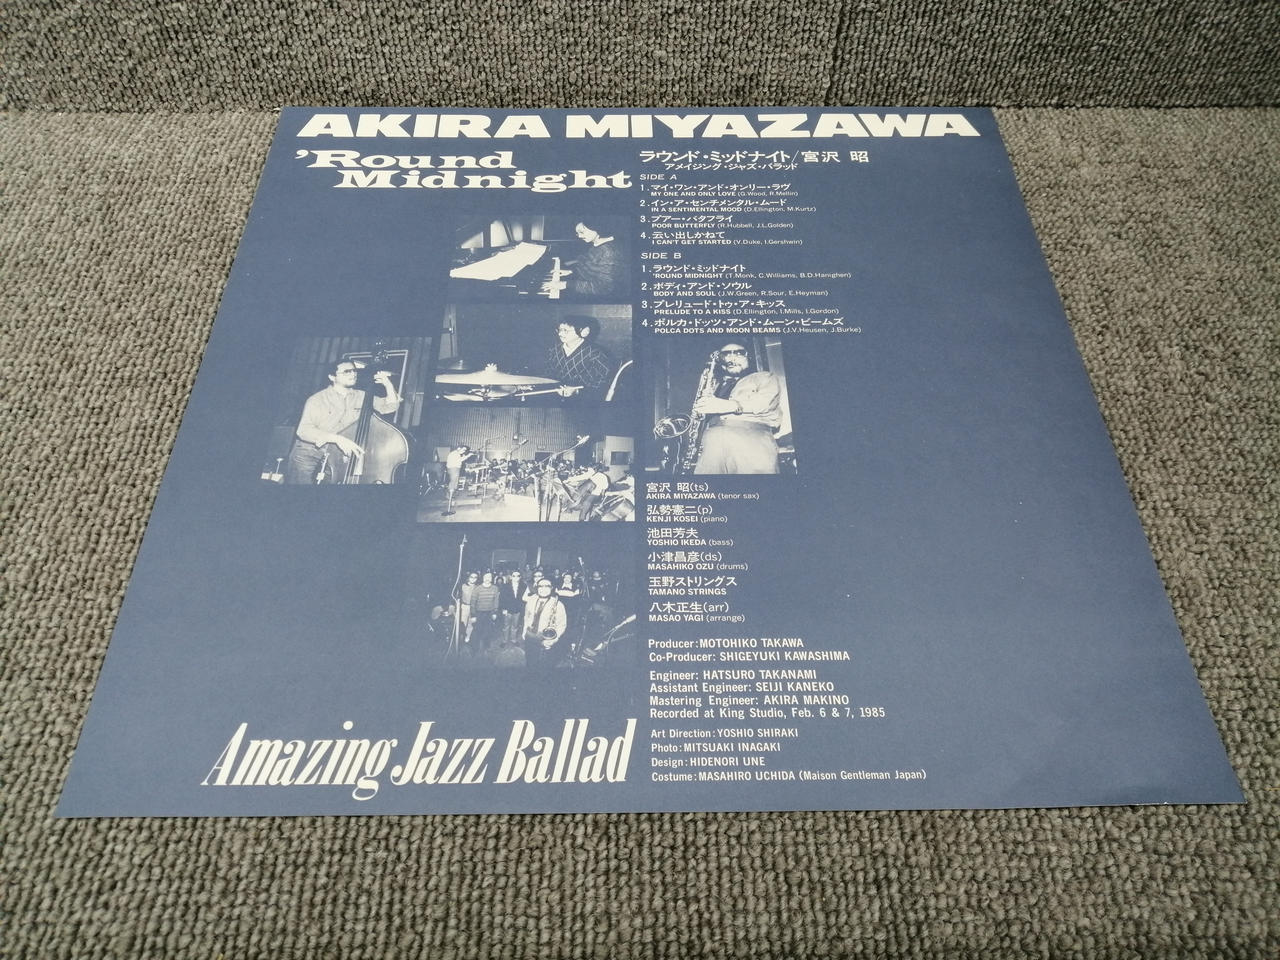 AKIRA MIYAZAWA
'Round
Midnight
ラウンド・ミッドナイト/宮沢 昭
アメイジング・ジャズ・バラッド
SIDE A
1. マイ・ワン・アンド・オンリー・ラヴ
MY ONE AND ONLY LOVE (G.Wood, R.Mellin)
2. イン・ア・センチメンタル・ムード
IN A SENTIMENTAL MOOD (D.Ellington, M.Kurtz)
3. プアー・バタフライ
POOR BUTTERFLY (R.Hubbell, J.L.Golden)
4. 云い出しかねて
I CAN'T GET STARTED (V.Duke, I.Gershwin)
SIDE B
1. ラウンド・ミッドナイト
'ROUND MIDNIGHT (T.Monk, C.Williams, B.D.Hanighen)
2. ボディ・アンド・ソウル
BODY AND SOUL (J.W.Green, R.Sour, E.Heyman)
3. プレリュード・トゥ・ア・キッス
PRELUDE TO A KISS (D.Ellington, I.Mills, I.Gordon)
4. ポルカ・ドッツ・アンド・ムーン・ビームズ
POLCA DOTS AND MOON BEAMS (J.V.Heusen, J.Burke)
宮沢 昭(ts)
AKIRA MIYAZAWA (tenor sax)
弘勢憲二(p)
KENJI KOSEI (piano)
池田芳夫
YOSHIO IKEDA (bass)
小津昌彦(ds)
MASAHIKO OZU (drums)
玉野ストリングス
TAMANO STRINGS
八木正生(arr)
MASAO YAGI (arrange)
Producer: MOTOHIKO TAKAWA
Co-Producer: SHIGEYUKI KAWASHIMA
Engineer: HATSURO TAKANAMI
Assistant Engineer: SEIJI KANEKO
Mastering Engineer: AKIRA MAKINO
Recorded at King Studio, Feb. 6 & 7, 1985
Art Direction: YOSHIO SHIRAKI
Photo: MITSUAKI INAGAKI
Design: HIDENORI UNE
Costume: MASAHIRO UCHIDA (Maison Gentleman Japan)
Amazing Jazz Ballad